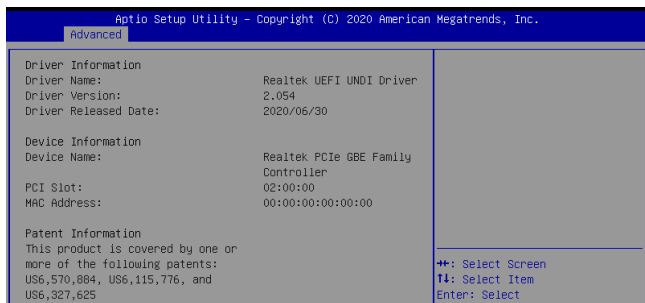 Aptio Setup Utility – Copyright (C) 2020 American Megatrends, Inc.
Advanced
Driver Information
Driver Name: Realtek UEFI UNDI Driver
Driver Version: 2.054
Driver Released Date: 2020/06/30
Device Information
Device Name: Realtek PCIe GBE Family
Controller
PCI Slot: 02:00:00
MAC Address: 00:00:00:00:00:00
Patent Information
This product is covered by one or
more of the following patents:
US6,570,884, US6,115,776, and
US6,327,625
→←: Select Screen
↑↓: Select Item
Enter: Select